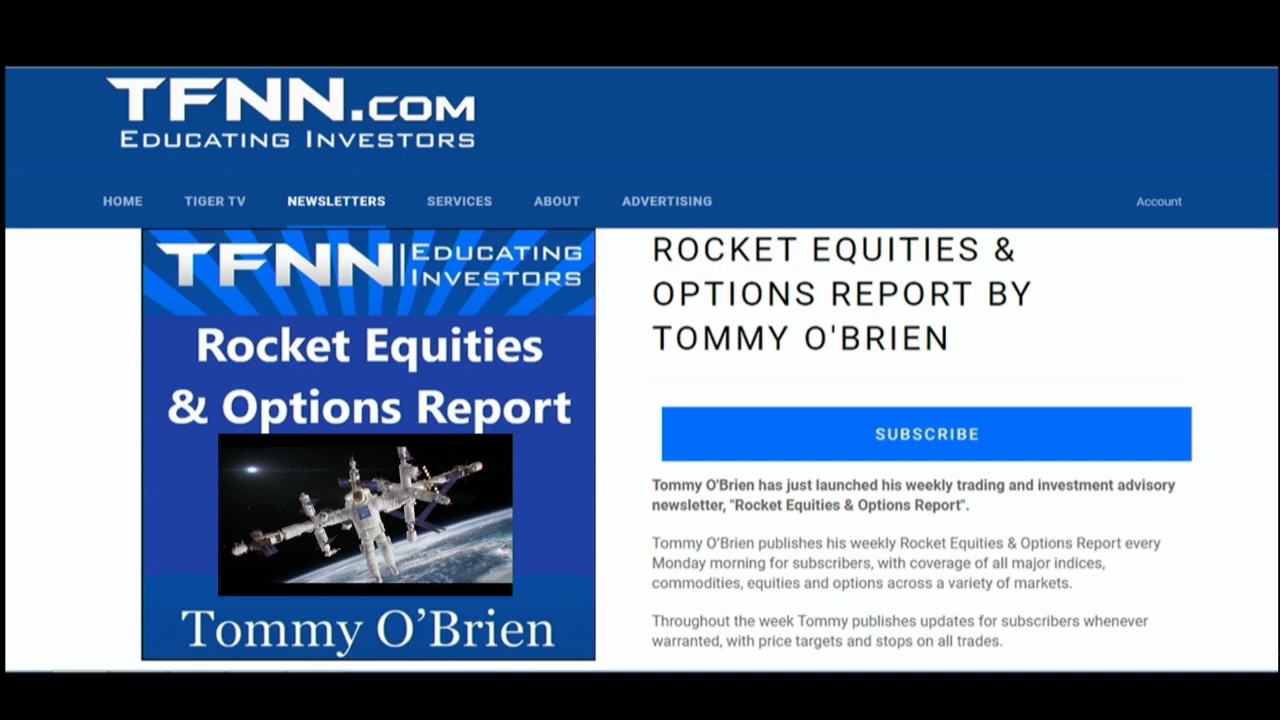 TFNN.COM
EDUCATING INVESTORS
HOME TIGER TV NEWSLETTERS SERVICES ABOUT ADVERTISING Account
TFNN EDUCATING
INVESTORS
Rocket Equities
& Options Report
Tommy O’Brien
ROCKET EQUITIES &
OPTIONS REPORT BY
TOMMY O'BRIEN
SUBSCRIBE
Tommy O'Brien has just launched his weekly trading and investment advisory
newsletter, "Rocket Equities & Options Report".
Tommy O'Brien publishes his weekly Rocket Equities & Options Report every
Monday morning for subscribers, with coverage of all major indices,
commodities, equities and options across a variety of markets.
Throughout the week Tommy publishes updates for subscribers whenever
warranted, with price targets and stops on all trades.